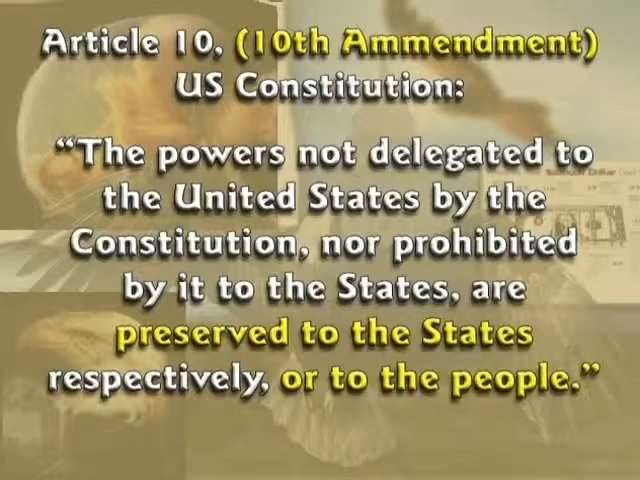 Article 10, (10th Ammendment)
US Constitution:
“The powers not delegated to
the United States by the
Constitution, nor prohibited
by it to the States, are
preserved to the States
respectively, or to the people.”